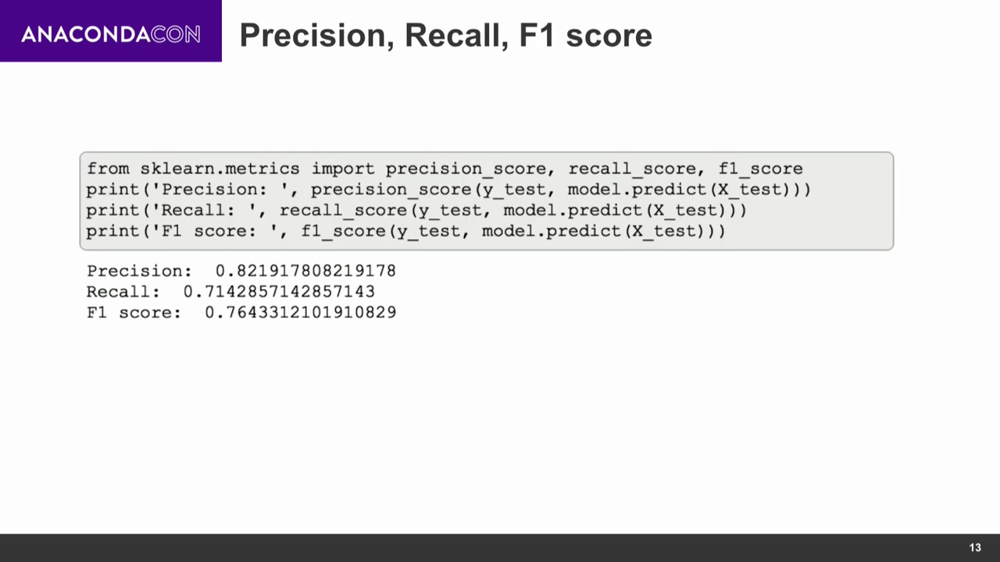 ANACONDACON
Precision, Recall, F1 score
from sklearn.metrics import precision_score, recall_score, f1_score
print('Precision: ', precision_score(y_test, model.predict(X_test)))
print('Recall: ', recall_score(y_test, model.predict(X_test)))
print('F1 score: ', f1_score(y_test, model.predict(X_test)))
Precision:  0.821917808219178
Recall:  0.7142857142857143
F1 score:  0.7643312101910829
13